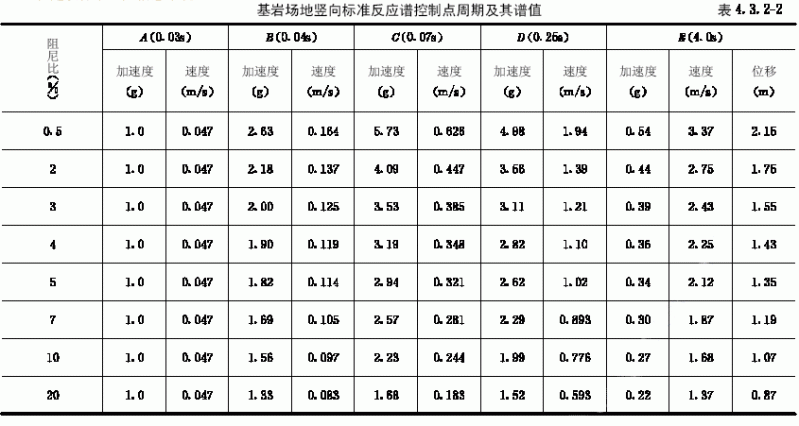 基岩场地竖向标准反应谱控制点周期及其谱值 表 4.3.2-2
阻尼比(%) A(0.03s) B(0.04s) C(0.07s) D(0.25s) E(4.0s)
加速度(g) 速度(m/s) 加速度(g) 速度(m/s) 加速度(g) 速度(m/s) 加速度(g) 速度(m/s) 加速度(g) 速度(m/s) 位移(m)
0.5 1.0 0.047 2.63 0.164 5.73 0.626 4.98 1.94 0.54 3.37 2.15
2 1.0 0.047 2.18 0.137 4.09 0.447 3.56 1.39 0.44 2.75 1.75
3 1.0 0.047 2.00 0.125 3.53 0.385 3.11 1.21 0.39 2.43 1.55
4 1.0 0.047 1.90 0.119 3.19 0.348 2.82 1.10 0.36 2.25 1.43
5 1.0 0.047 1.82 0.114 2.94 0.321 2.62 1.02 0.34 2.12 1.35
7 1.0 0.047 1.69 0.105 2.57 0.281 2.29 0.893 0.30 1.87 1.19
10 1.0 0.047 1.56 0.097 2.23 0.244 1.99 0.776 0.27 1.68 1.07
20 1.0 0.047 1.33 0.083 1.68 0.183 1.52 0.593 0.22 1.37 0.87